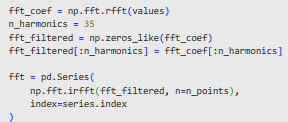 fft_coef = np.fft.rfft(values)
n_harmonics = 35
fft_filtered = np.zeros_like(fft_coef)
fft_filtered[:n_harmonics] = fft_coef[:n_harmonics]
fft = pd.Series(
    np.fft.irfft(fft_filtered, n=n_points),
    index=series.index
)